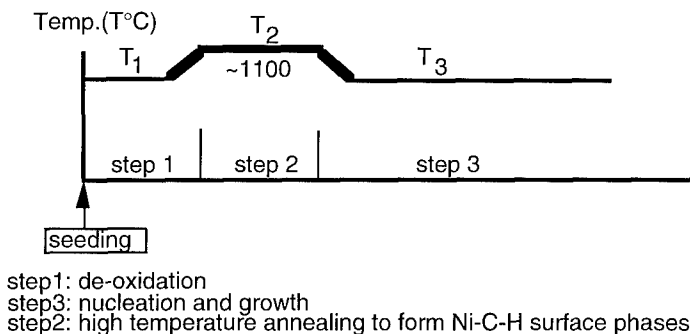 Temp.(T°C)
T1
T2
~1100
T3
step 1
step 2
step 3
seeding
step1: de-oxidation
step3: nucleation and growth
step2: high temperature annealing to form Ni-C-H surface phases